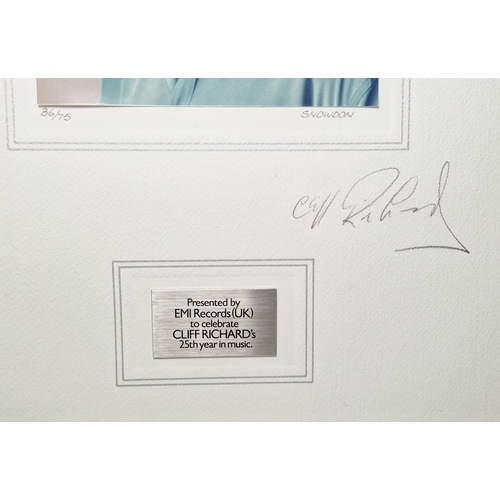 36/75 SNOWDON
Cliff Richard
Presented by
EMI Records (UK)
to celebrate
CLIFF RICHARD's
25th year in music.